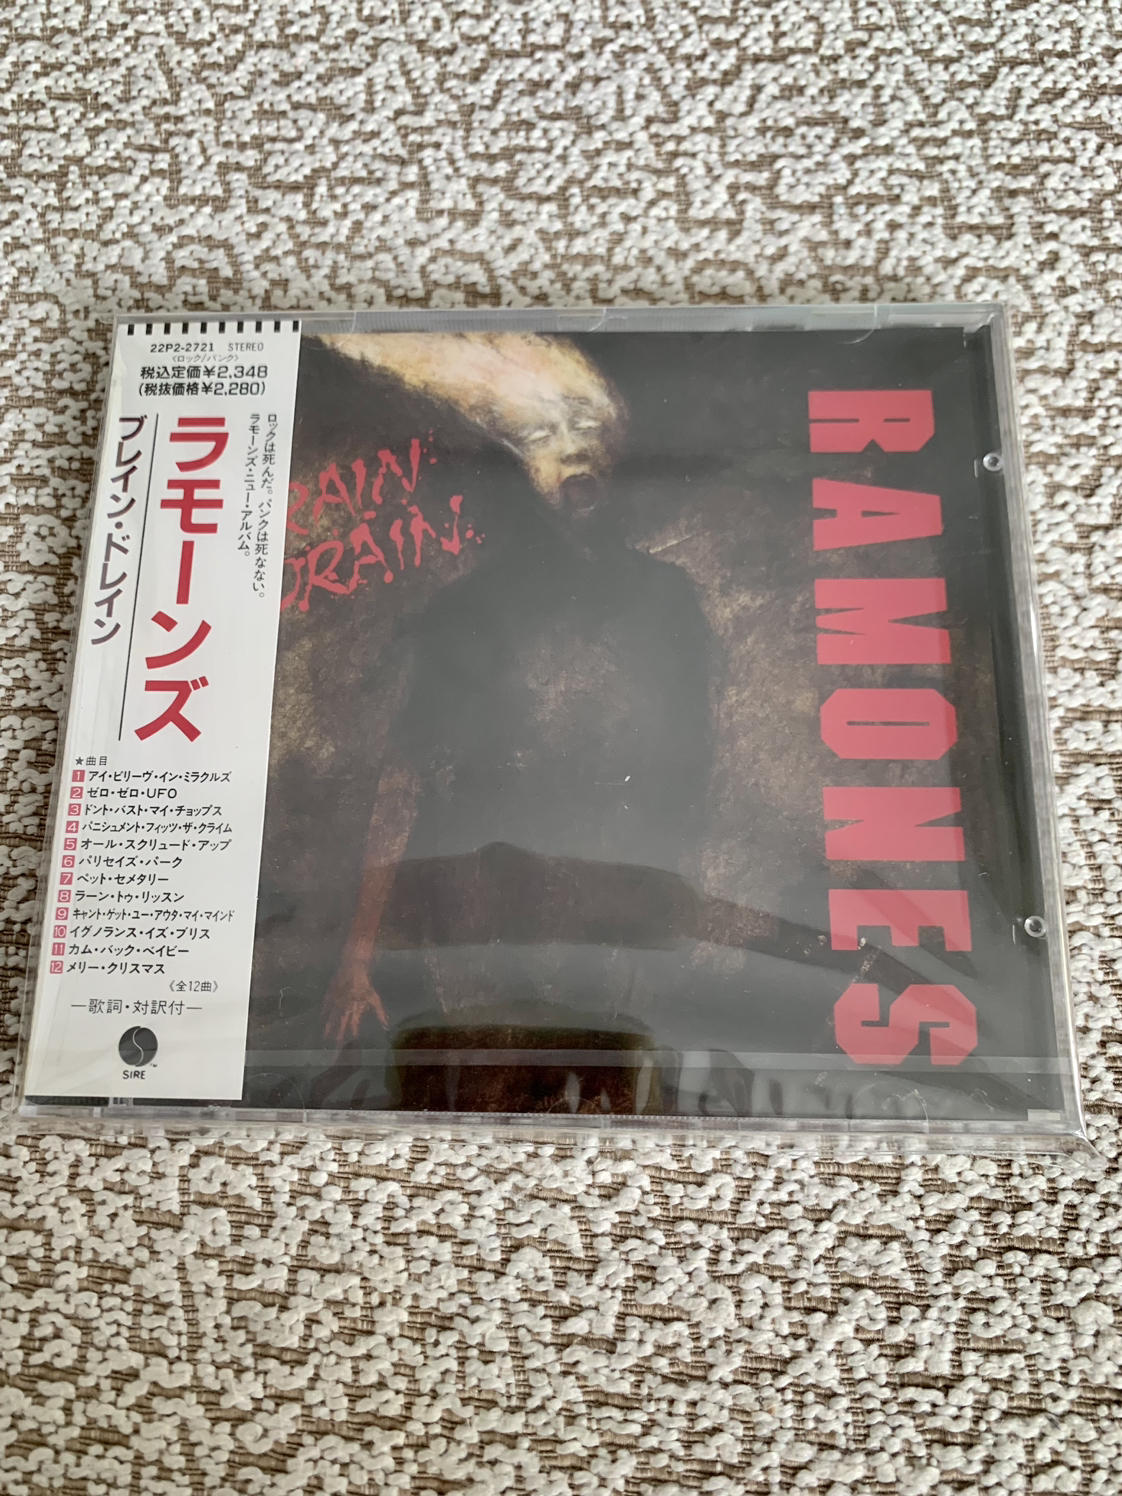 22P2-2721 STEREO
〈ロック/パンク〉
税込定価¥2,348
(税抜価格¥2,280)
ロックは死んだ。パンクは死なない。
ラモーンズ・ニュー・アルバム。
ラモーンズ
ブレイン・ドレイン
★曲目
1 アイ・ビリーヴ・イン・ミラクルズ
2 ゼロ・ゼロ・UFO
3 ドント・バスト・マイ・チョップス
4 パニシュメント・フィッツ・ザ・クライム
5 オール・スクリュード・アップ
6 パリセイズ・パーク
7 ペット・セメタリー
8 ラーン・トゥ・リッスン
9 キャント・ゲット・ユー・アウタ・マイ・マインド
10 イグノランス・イズ・ブリス
11 カム・バック・ベイビー
12 メリー・クリスマス
《全12曲》
—歌詞・対訳付—
SIRE
RAIN
DRAIN
RAMONES